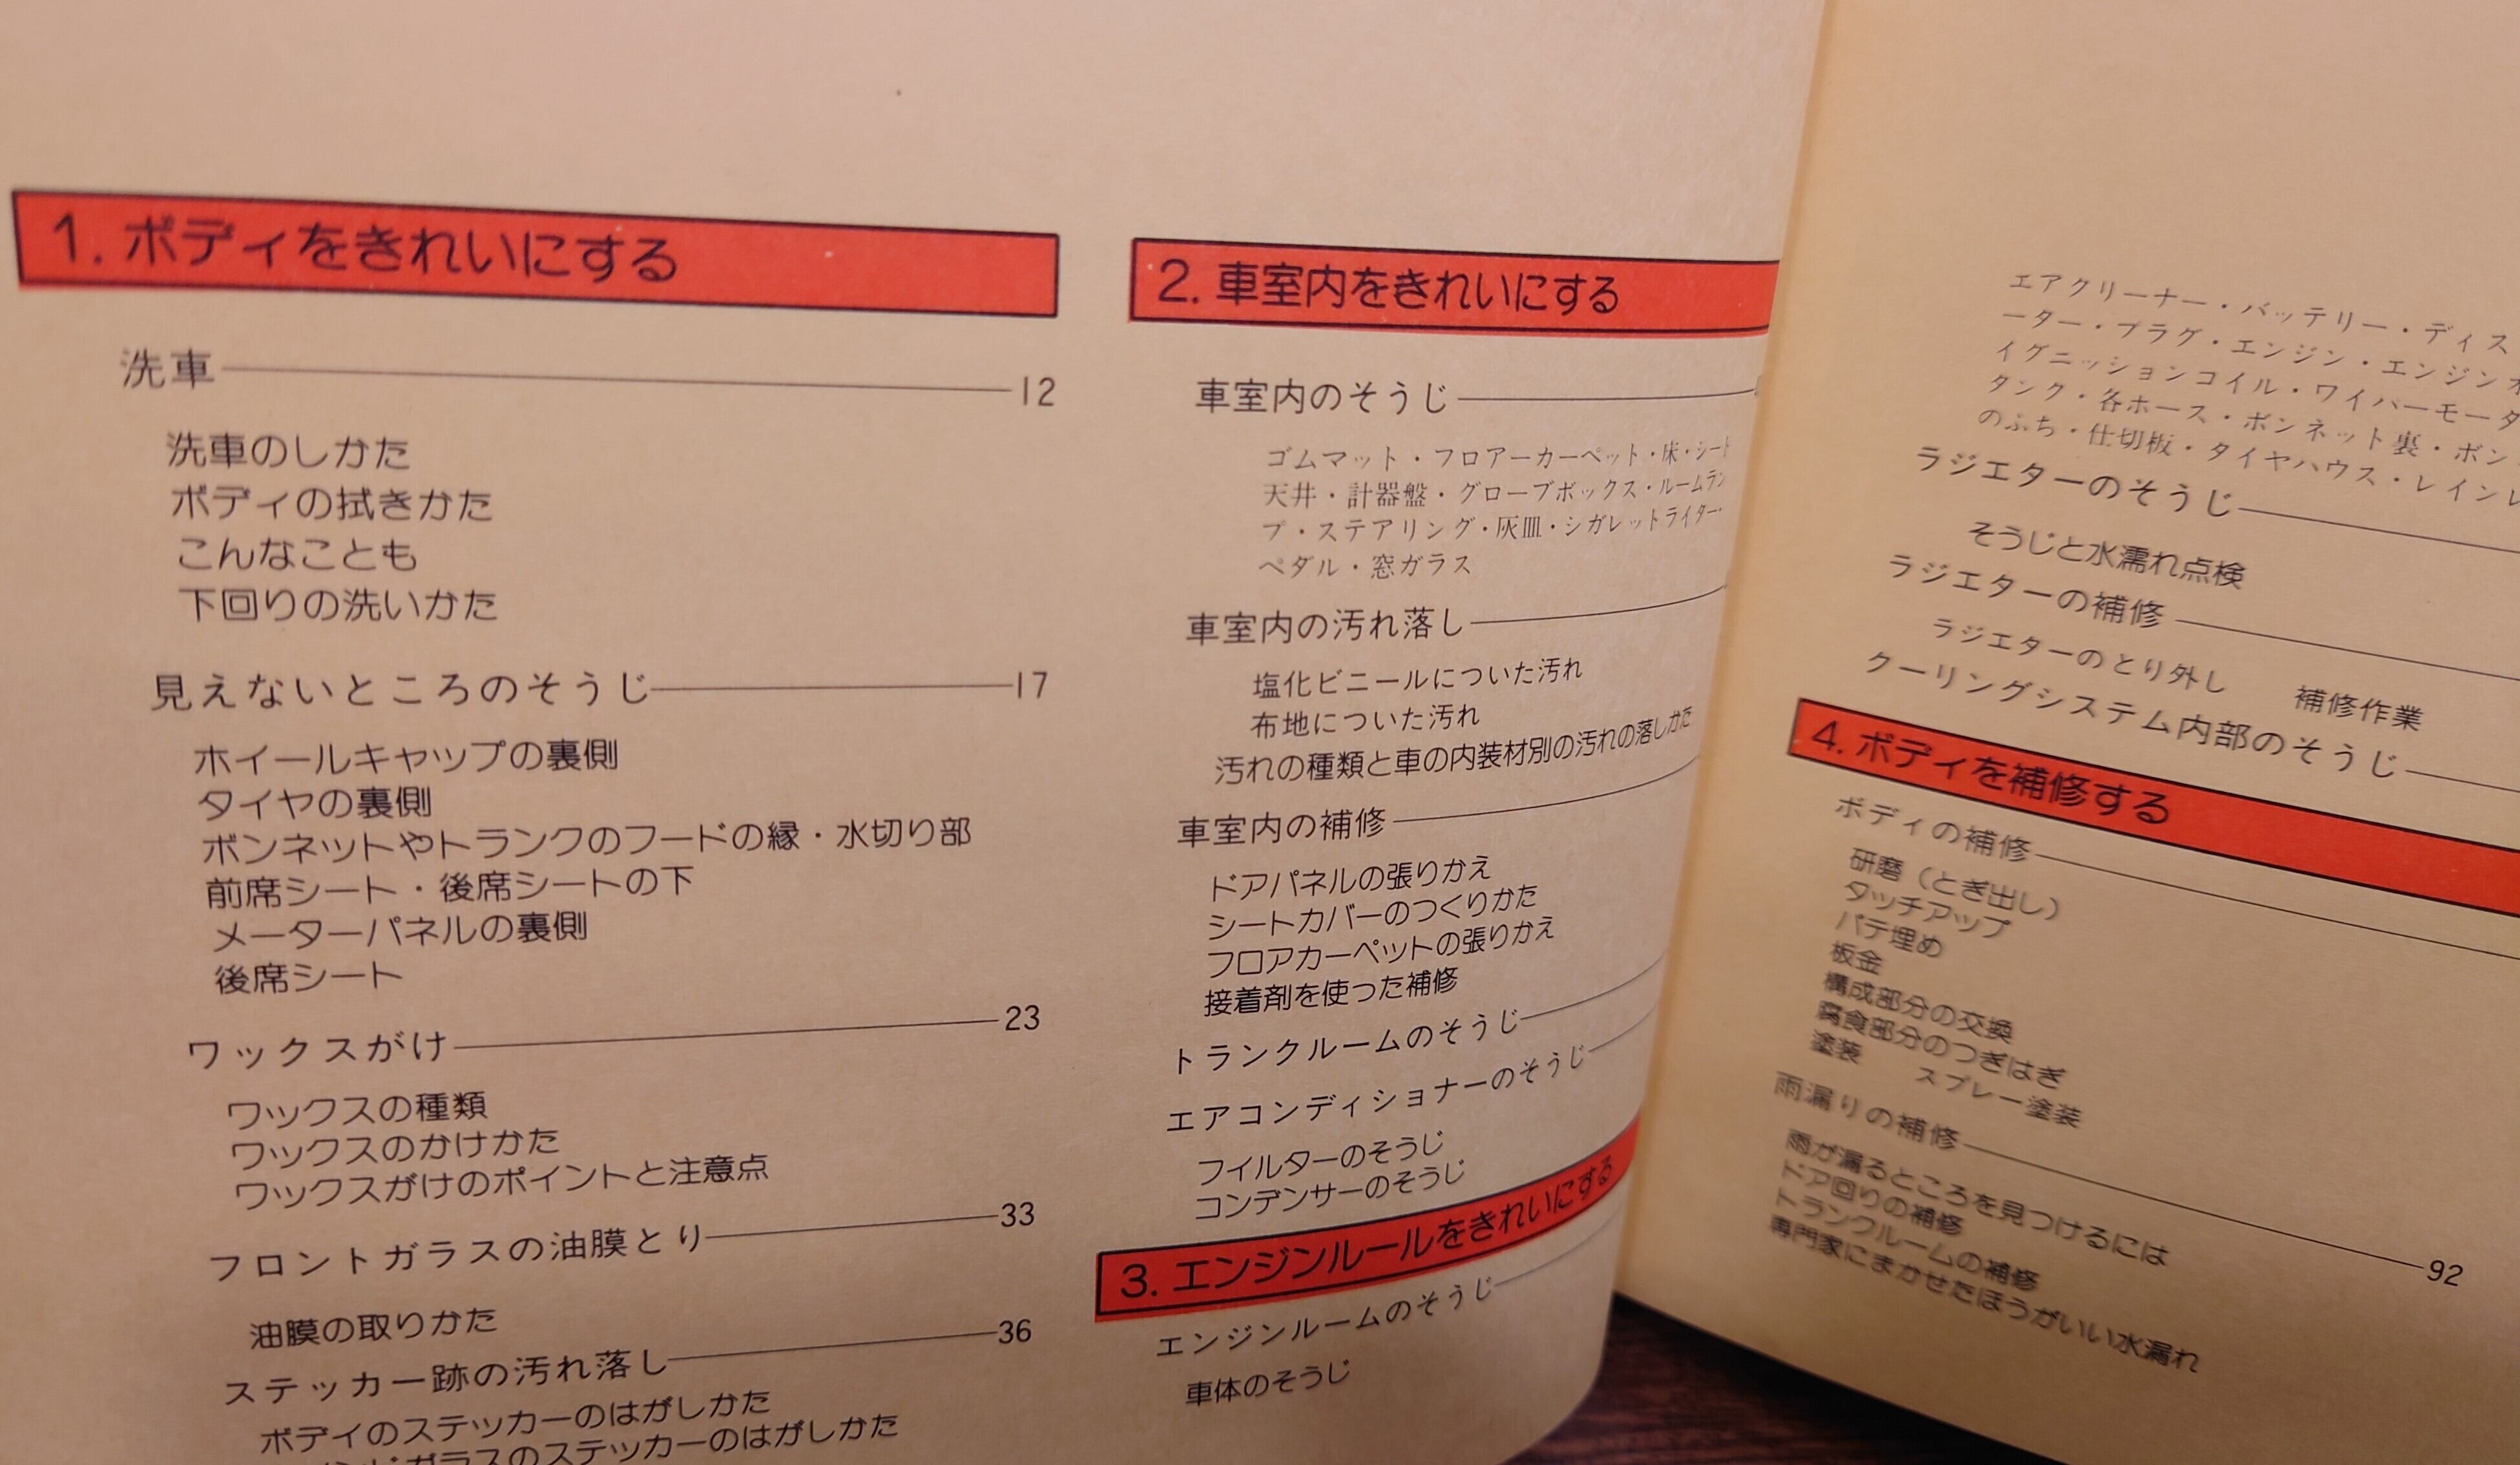 1. ボディをきれいにする
洗車 12
洗車のしかた
ボディの拭きかた
こんなことも
下回りの洗いかた
見えないところのそうじ 17
ホイールキャップの裏側
タイヤの裏側
ボンネットやトランクのフードの縁・水切り部
前席シート・後席シートの下
メーターパネルの裏側
後席シート
ワックスがけ 23
ワックスの種類
ワックスのかけかた
ワックスがけのポイントと注意点
フロントガラスの油膜とり 33
油膜の取りかた
ステッカー跡の汚れ落し 36
ボディのステッカーのはがしかた
ガラスのステッカーのはがしかた
2. 車室内をきれいにする
車室内のそうじ
ゴムマット・フロアーカーペット・床・シート
天井・計器盤・グローブボックス・ルームラン
プ・ステアリング・灰皿・シガレットライター・
ペダル・窓ガラス
車室内の汚れ落し
塩化ビニールについた汚れ
布地についた汚れ
汚れの種類と車の内装材別の汚れの落しかた
車室内の補修
ドアパネルの張りかえ
シートカバーのつくりかた
フロアカーペットの張りかえ
接着剤を使った補修
トランクルームのそうじ
エアコンディショナーのそうじ
フィルターのそうじ
コンデンサーのそうじ
3. エンジンルールをきれいにする
エンジンルームのそうじ
車体のそうじ
エアクリーナー・バッテリー・ディス
ーター・プラグ・エンジン・エンジンオ
イグニッションコイル・ワイパーモータ
タンク・各ホース・ボンネット裏・ボン
のふち・仕切板・タイヤハウス・レインレ
ラジエターのそうじ
そうじと水濡れ点検
ラジエターの補修
ラジエターのとり外し 補修作業
クーリングシステム内部のそうじ
4. ボディを補修する
ボディの補修
研磨（とぎ出し）
タッチアップ
パテ埋め
板金
構成部分の交換
腐食部分のつぎはぎ
塗装 スプレー塗装
雨漏りの補修 92
雨が漏るところを見つけるには
ドア回りの補修
トランクルームの補修
専門家にまかせたほうがいい水漏れ